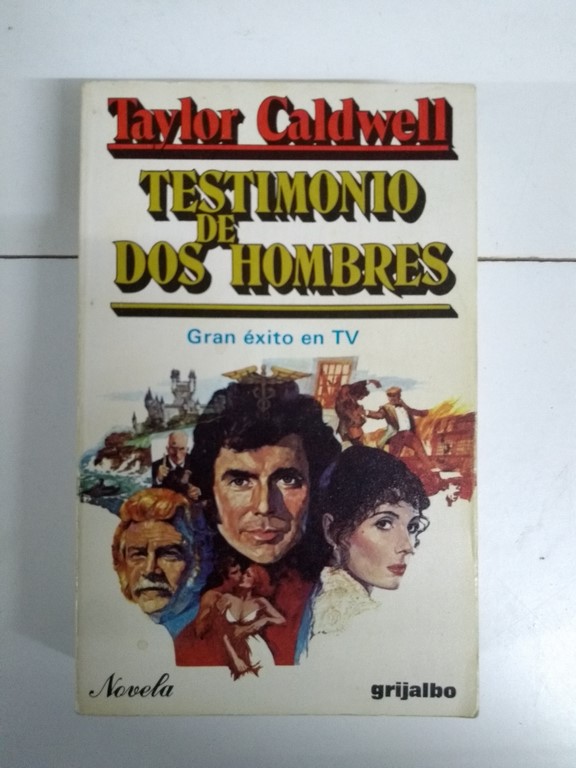 Taylor Caldwell
TESTIMONIO
DE
DOS HOMBRES
Gran éxito en TV
Novela
grijalbo